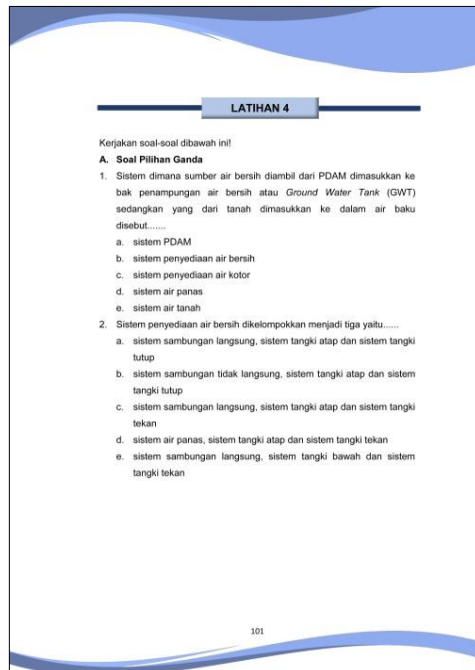 LATIHAN 4
Kerjakan soal-soal dibawah ini!
A. Soal Pilihan Ganda
1. Sistem dimana sumber air bersih diambil dari PDAM dimasukkan ke
bak penampungan air bersih atau Ground Water Tank (GWT)
sedangkan yang dari tanah dimasukkan ke dalam air baku
disebut.......
a. sistem PDAM
b. sistem penyediaan air bersih
c. sistem penyediaan air kotor
d. sistem air panas
e. sistem air tanah
2. Sistem penyediaan air bersih dikelompokkan menjadi tiga yaitu......
a. sistem sambungan langsung, sistem tangki atap dan sistem tangki
tutup
b. sistem sambungan tidak langsung, sistem tangki atap dan sistem
tangki tutup
c. sistem sambungan langsung, sistem tangki atap dan sistem tangki
tekan
d. sistem air panas, sistem tangki atap dan sistem tangki tekan
e. sistem sambungan langsung, sistem tangki bawah dan sistem
tangki tekan
101